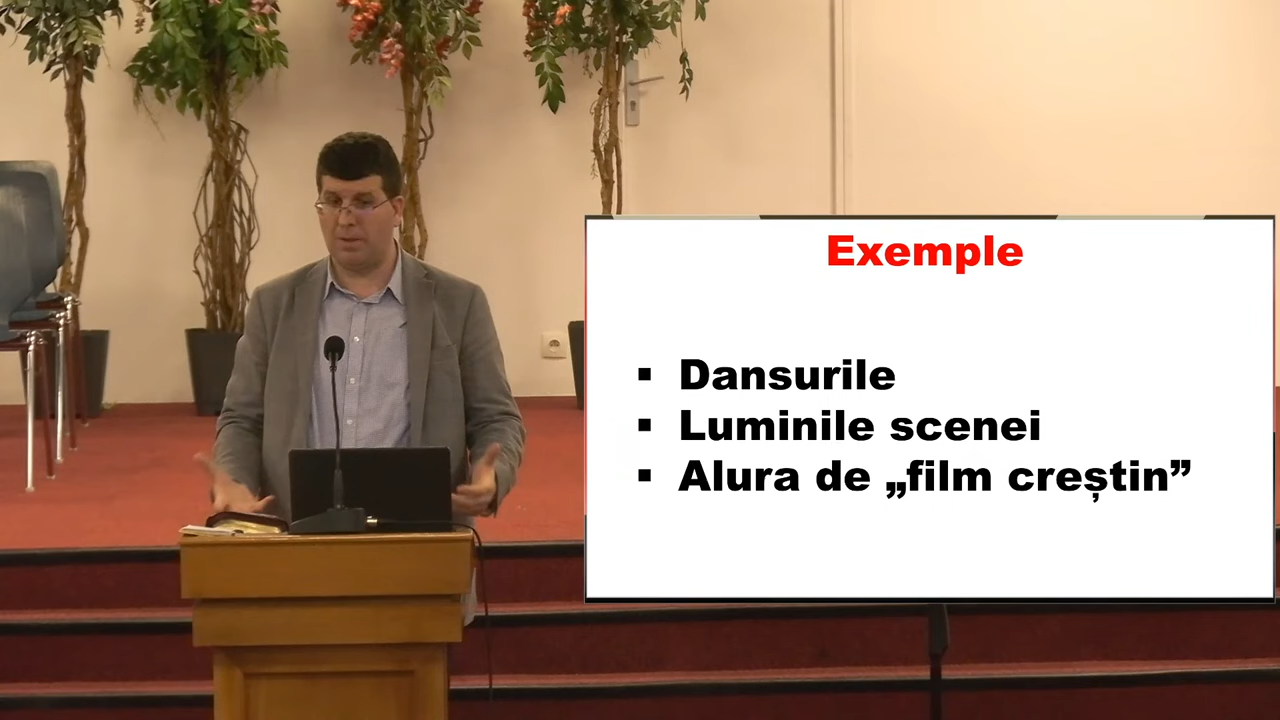 Exemple
▪ Dansurile
▪ Luminile scenei
▪ Alura de „film creștin”